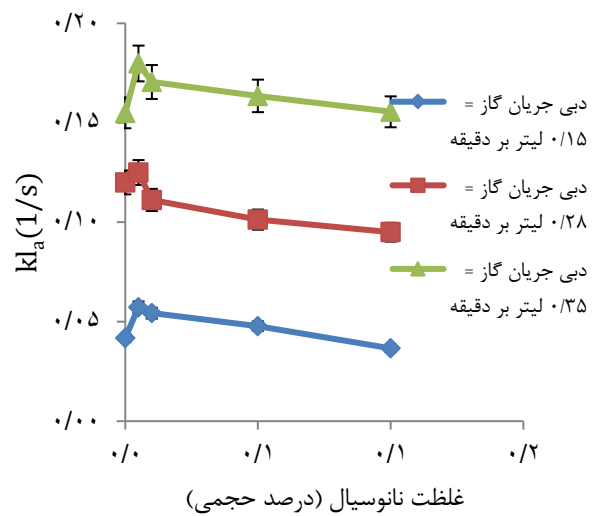 ۰/۲۰
۰/۱۵
۰/۱۰
۰/۰۵
۰/۰۰
kl_a(1/s)
۰/۰ ۰/۱ ۰/۱ ۰/۲
غلظت نانوسیال (درصد حجمی)
دبی جریان گاز =
۰/۱۵ لیتر بر دقیقه
دبی جریان گاز =
۰/۲۸ لیتر بر دقیقه
دبی جریان گاز =
۰/۳۵ لیتر بر دقیقه